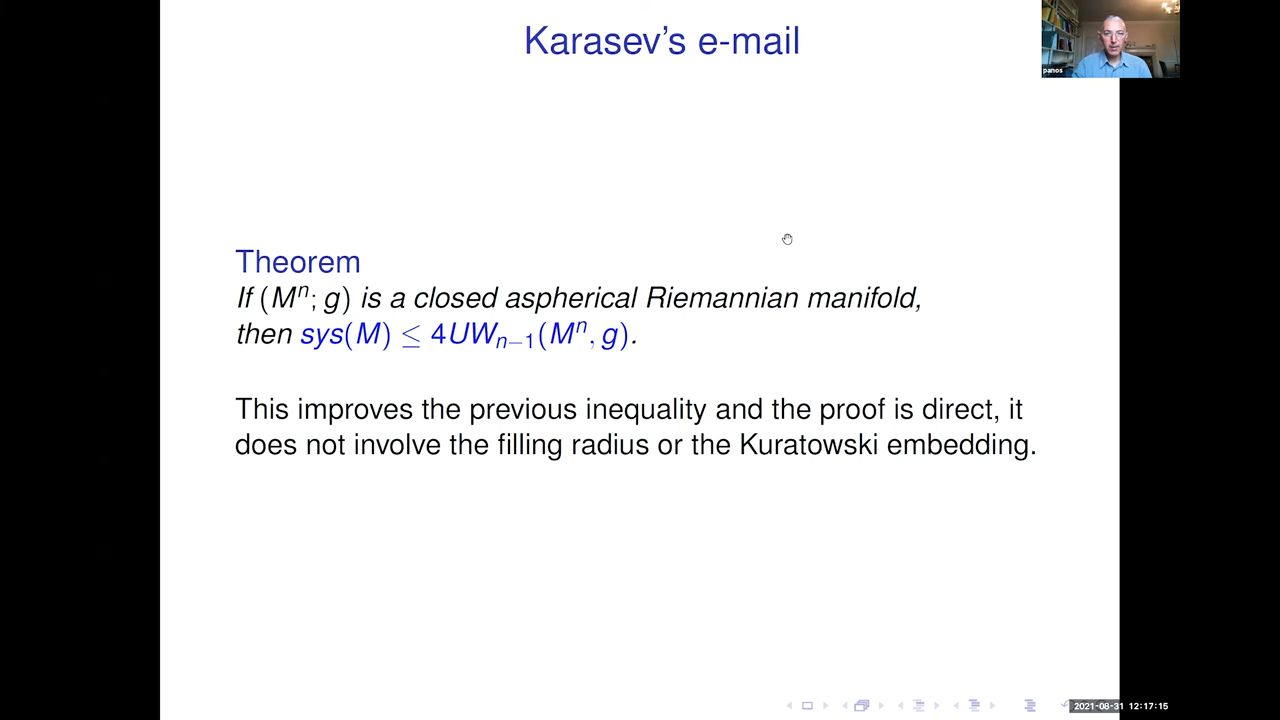 Karasev's e-mail
panos
Theorem
If (Mⁿ; g) is a closed aspherical Riemannian manifold,
then sys(M) ≤ 4UWₙ₋₁(Mⁿ, g).
This improves the previous inequality and the proof is direct, it
does not involve the filling radius or the Kuratowski embedding.
2021-08-31 12:17:15